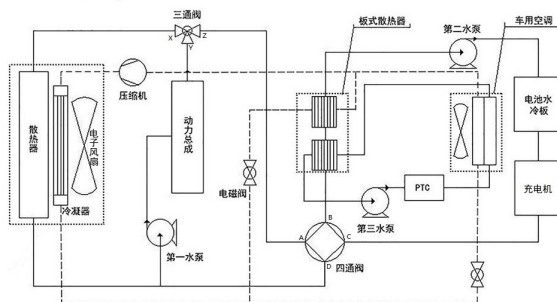 三通阀
X
Z
Y
板式散热器
第二水泵
车用空调
压缩机
散热器
电子风扇
冷凝器
动力总成
电磁阀
第一水泵
PTC
第三水泵
电池水
冷板
充电机
A
B
C
D
四通阀